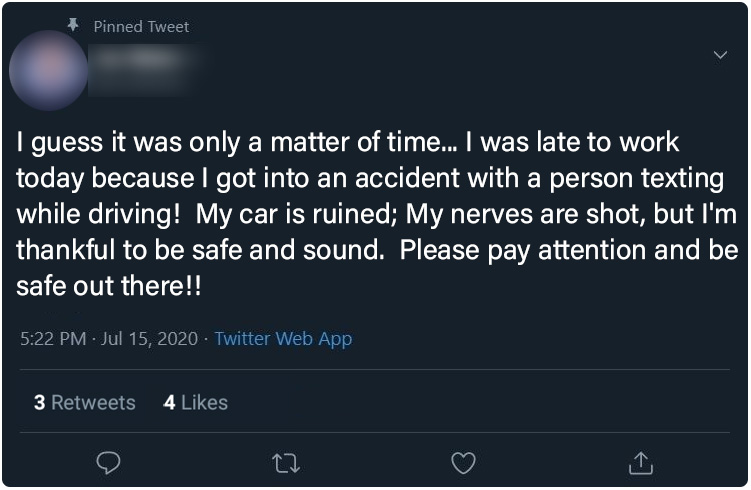 Pinned Tweet
I guess it was only a matter of time... I was late to work
today because I got into an accident with a person texting
while driving!  My car is ruined; My nerves are shot, but I'm
thankful to be safe and sound.  Please pay attention and be
safe out there!!
5:22 PM · Jul 15, 2020 · Twitter Web App
3 Retweets 4 Likes